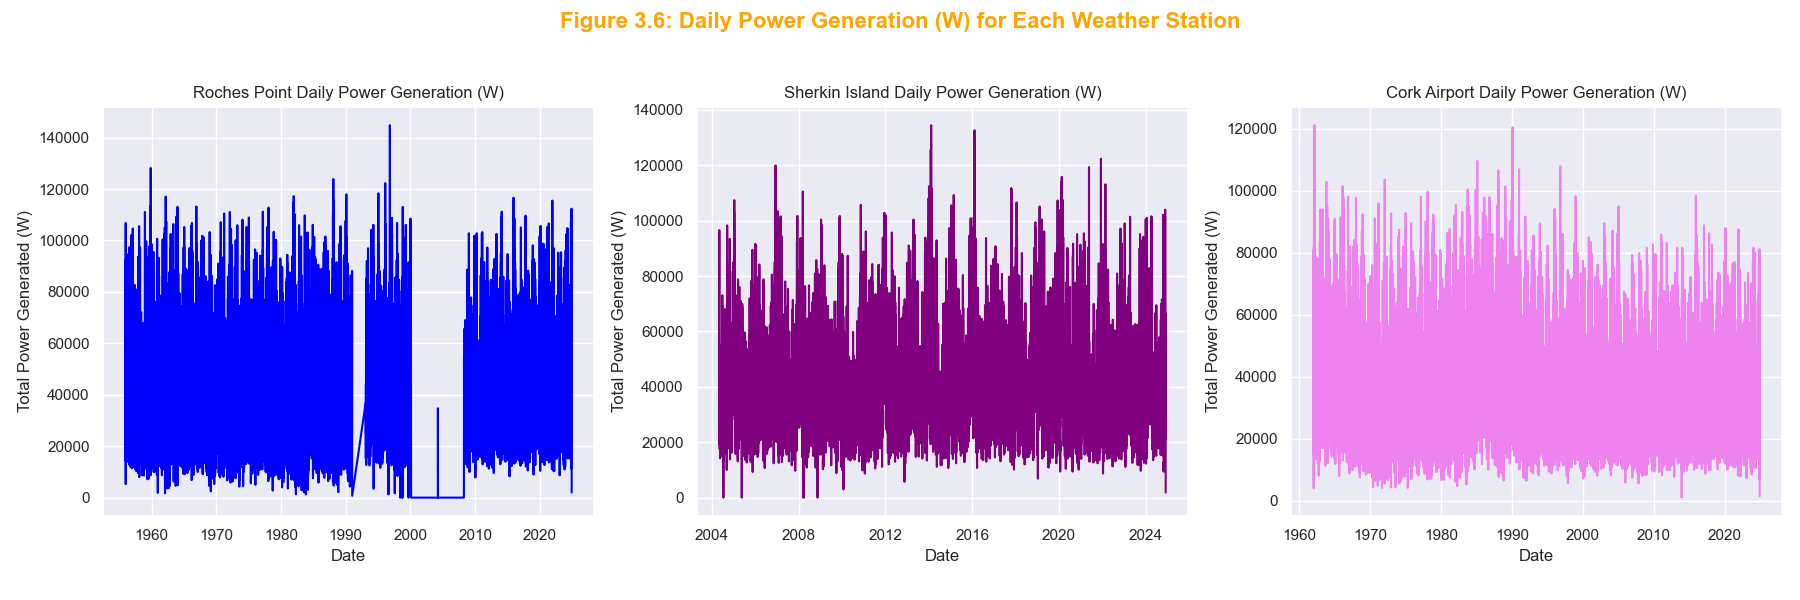 Figure 3.6: Daily Power Generation (W) for Each Weather Station
Roches Point Daily Power Generation (W)
Total Power Generated (W)
140000
120000
100000
80000
60000
40000
20000
0
1960 1970 1980 1990 2000 2010 2020
Date
Sherkin Island Daily Power Generation (W)
Total Power Generated (W)
140000
120000
100000
80000
60000
40000
20000
0
2004 2008 2012 2016 2020 2024
Date
Cork Airport Daily Power Generation (W)
Total Power Generated (W)
120000
100000
80000
60000
40000
20000
0
1960 1970 1980 1990 2000 2010 2020
Date